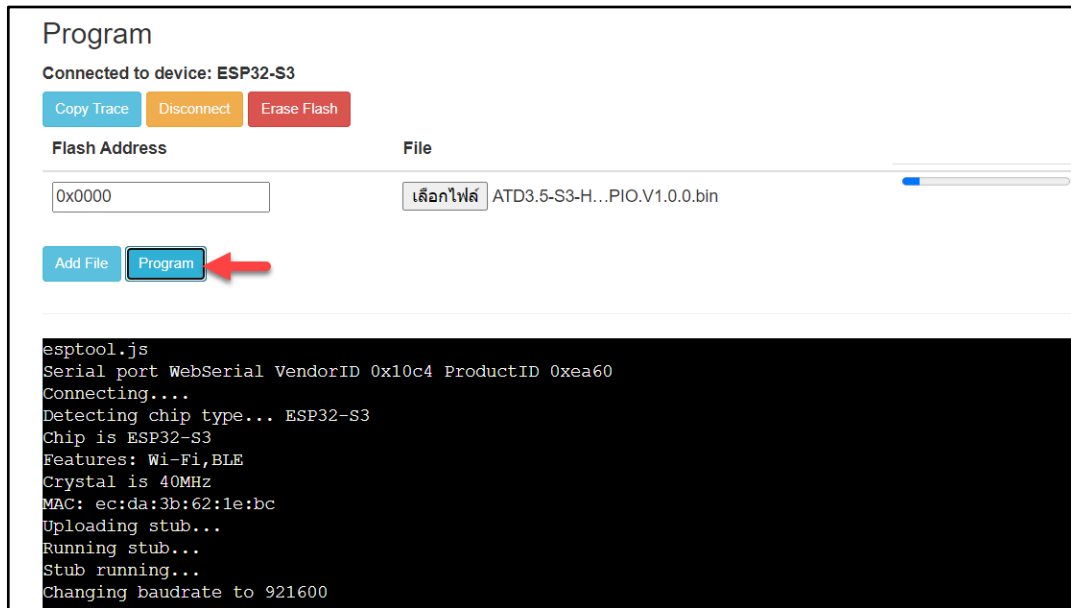 Program
Connected to device: ESP32-S3
Copy Trace Disconnect Erase Flash
Flash Address File
0x0000 เลือกไฟล์ ATD3.5-S3-H…PIO.V1.0.0.bin
Add File Program
esptool.js
Serial port WebSerial VendorID 0x10c4 ProductID 0xea60
Connecting....
Detecting chip type... ESP32-S3
Chip is ESP32-S3
Features: Wi-Fi,BLE
Crystal is 40MHz
MAC: ec:da:3b:62:1e:bc
Uploading stub...
Running stub...
Stub running...
Changing baudrate to 921600